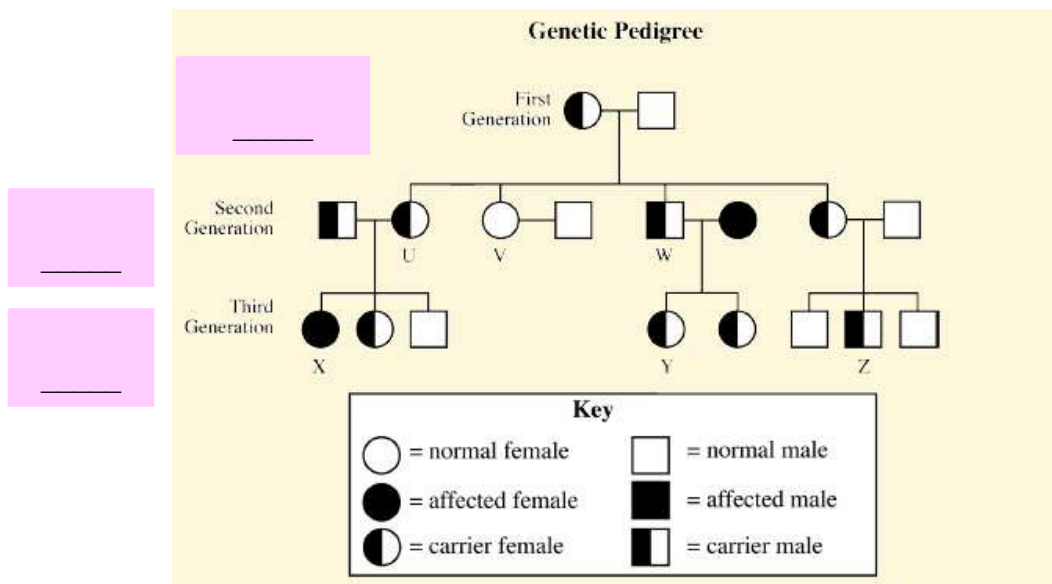 Genetic Pedigree
First
Generation
Second
Generation
U V W
Third
Generation
X Y Z
Key
= normal female = normal male
= affected female = affected male
= carrier female = carrier male